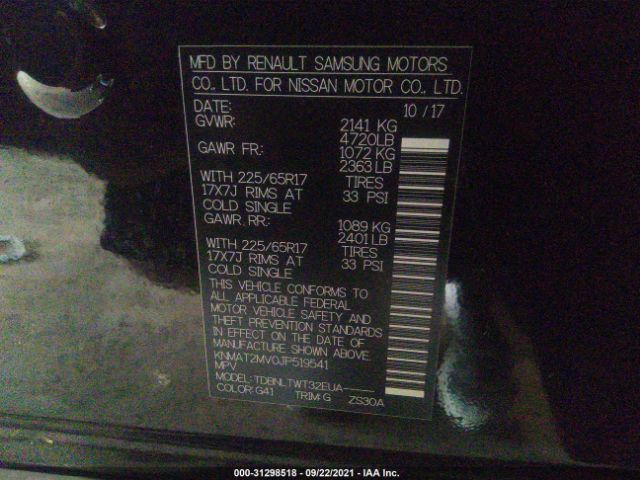 MFD BY RENAULT SAMSUNG MOTORS
CO., LTD. FOR NISSAN MOTOR CO., LTD.
DATE: 10/17
GVWR: 2141 KG
4720LB
GAWR FR.: 1072 KG
2363 LB
WITH 225/65R17 TIRES
17X7J RIMS AT 33 PSI
COLD SINGLE
GAWR. RR.: 1089 KG
2401 LB
WITH 225/65R17 TIRES
17X7J RIMS AT 33 PSI
COLD SINGLE
THIS VEHICLE CONFORMS TO
ALL APPLICABLE FEDERAL
MOTOR VEHICLE SAFETY AND
THEFT PREVENTION STANDARDS
IN EFFECT ON THE DATE OF
MANUFACTURE SHOWN ABOVE.
KNMAT2MV0JP519541
MPV
MODEL: TDBNLTWT32EUA-----
COLOR: G41 TRIM: G ZS30A
000-31298518 - 09/22/2021 - IAA Inc.